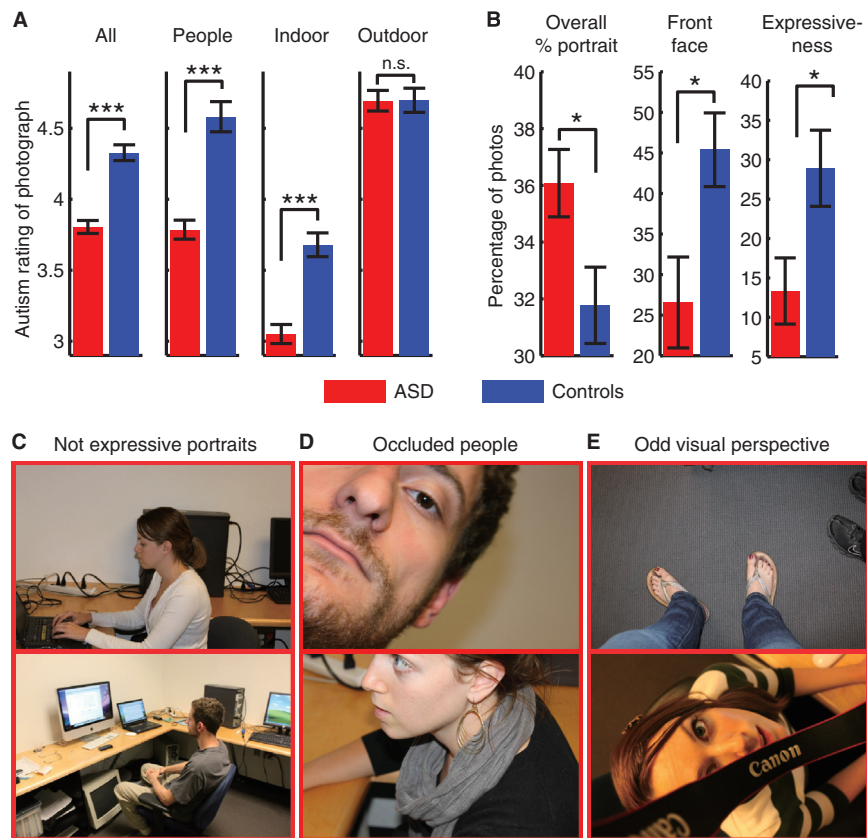 A
B
All
People
Indoor
Outdoor
Overall
% portrait
Front
face
Expressive-
ness
Autism rating of photograph
4.5
4
3.5
3
***
***
***
n.s.
Percentage of photos
40
38
36
34
32
30
*
55
50
45
40
35
30
25
20
*
40
35
30
25
20
15
10
5
*
ASD
Controls
C
Not expressive portraits
D
Occluded people
E
Odd visual perspective
Canon
Can